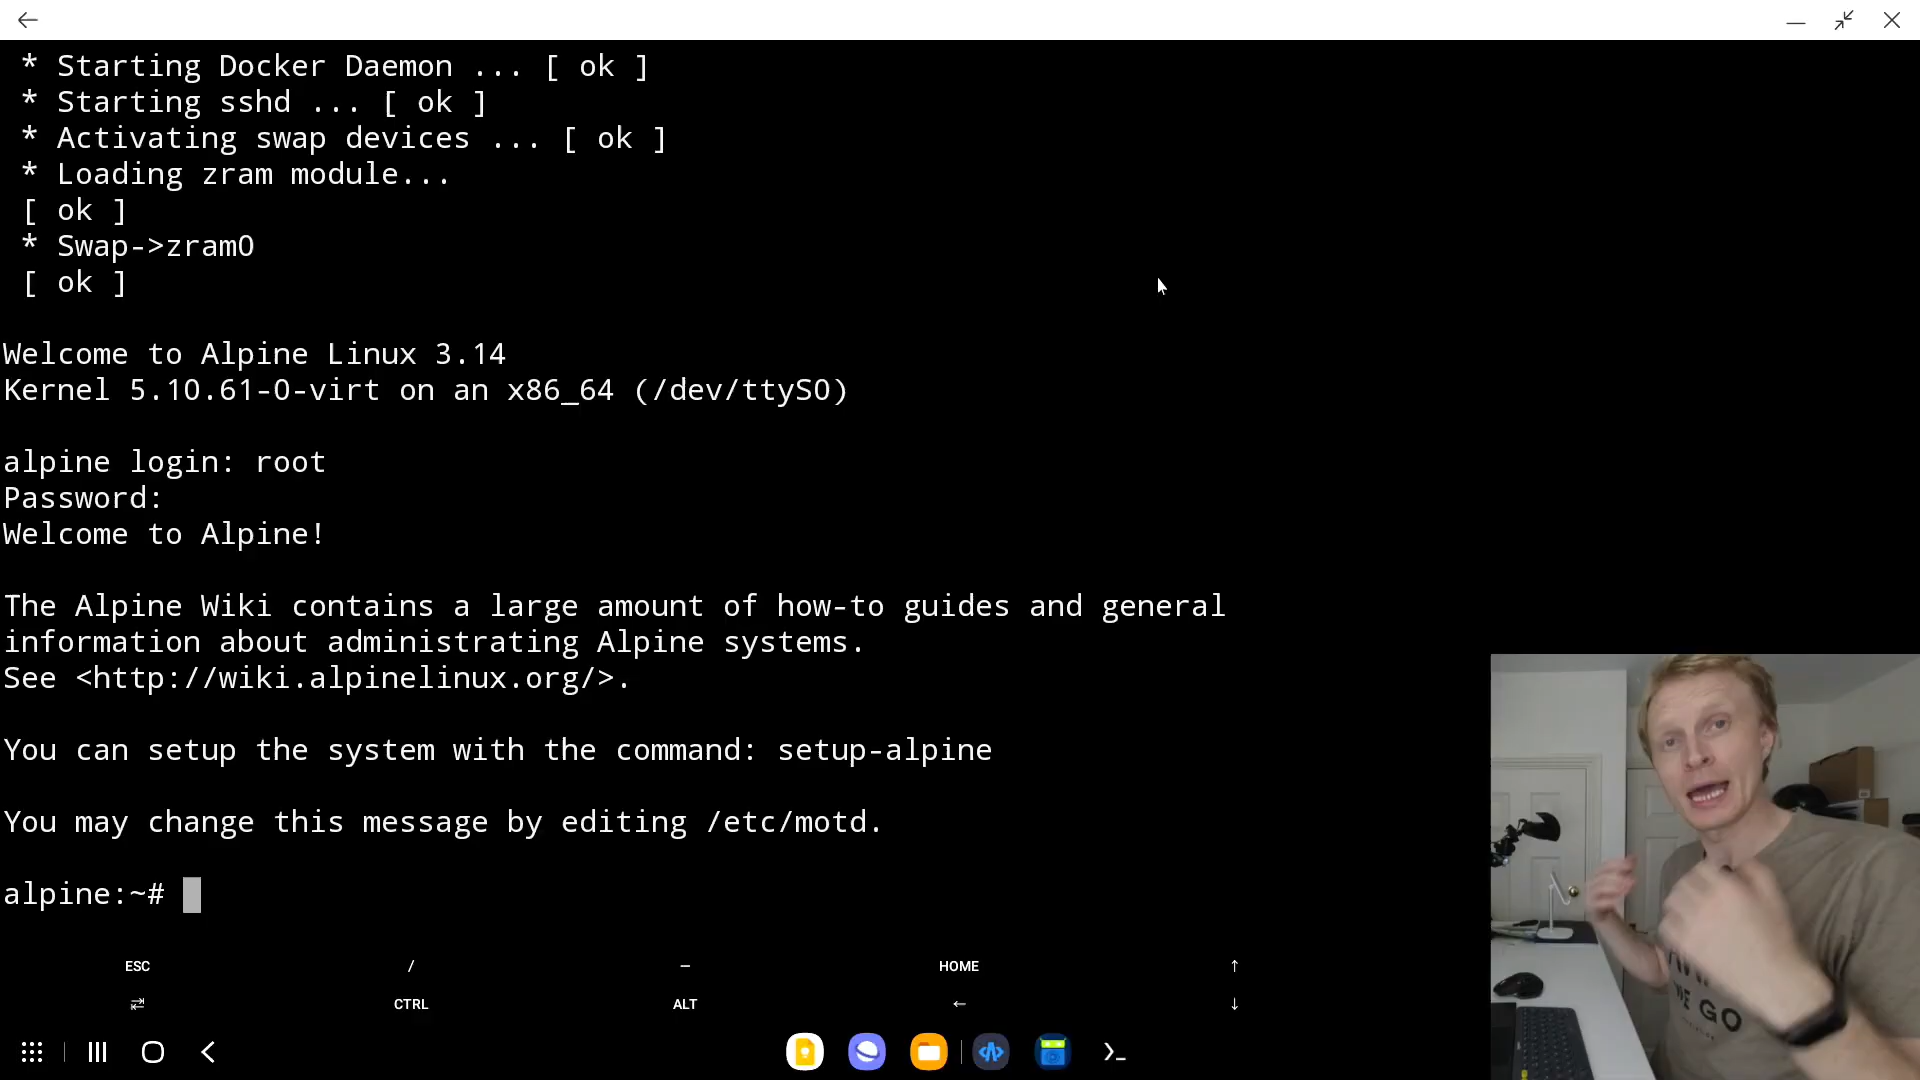 * Starting Docker Daemon ... [ ok ]
* Starting sshd ... [ ok ]
* Activating swap devices ... [ ok ]
* Loading zram module...
[ ok ]
* Swap->zram0
[ ok ]
Welcome to Alpine Linux 3.14
Kernel 5.10.61-0-virt on an x86_64 (/dev/ttyS0)
alpine login: root
Password:
Welcome to Alpine!
The Alpine Wiki contains a large amount of how-to guides and general
information about administrating Alpine systems.
See <http://wiki.alpinelinux.org/>.
You can setup the system with the command: setup-alpine
You may change this message by editing /etc/motd.
alpine:~#
ESC / — HOME ↑
⇄ CTRL ALT ← ↓
WE GO